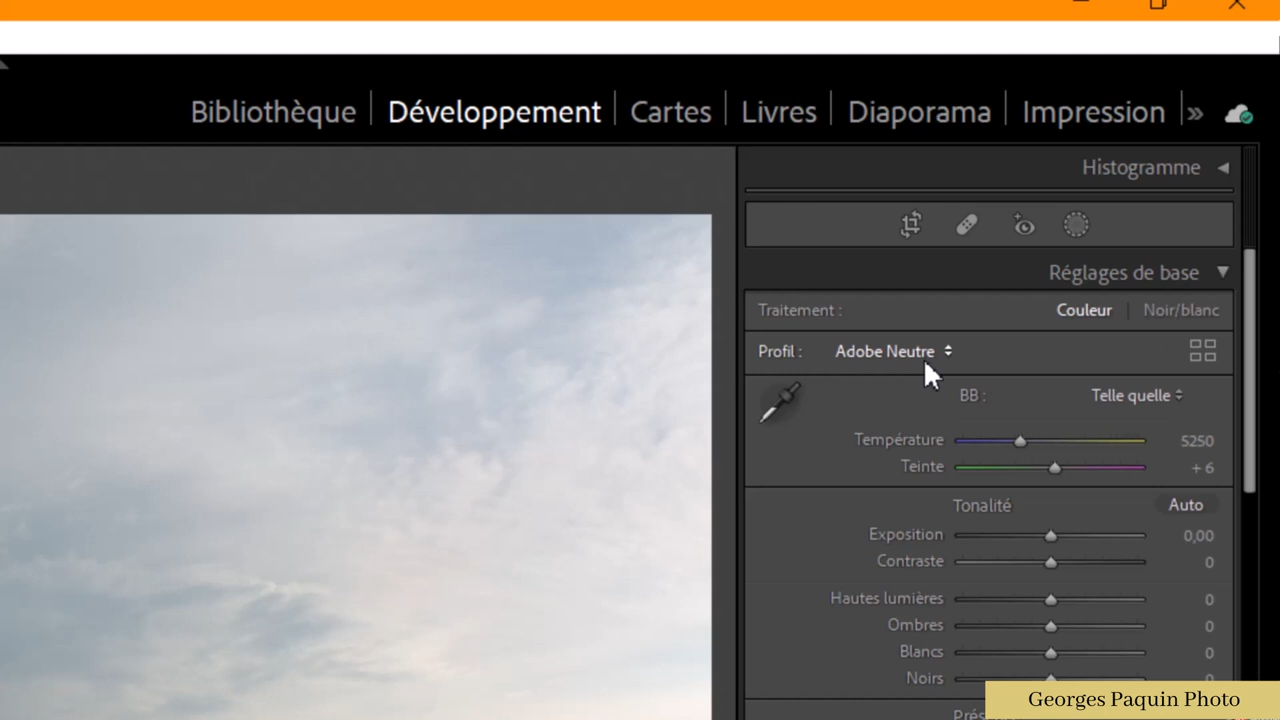 Bibliothèque | Développement | Cartes | Livres | Diaporama | Impression »
Histogramme
Réglages de base
Traitement : Couleur | Noir/blanc
Profil : Adobe Neutre
BB : Telle quelle
Température 5250
Teinte + 6
Tonalité Auto
Exposition 0,00
Contraste 0
Hautes lumières 0
Ombres 0
Blancs 0
Noirs 0
Georges Paquin Photo